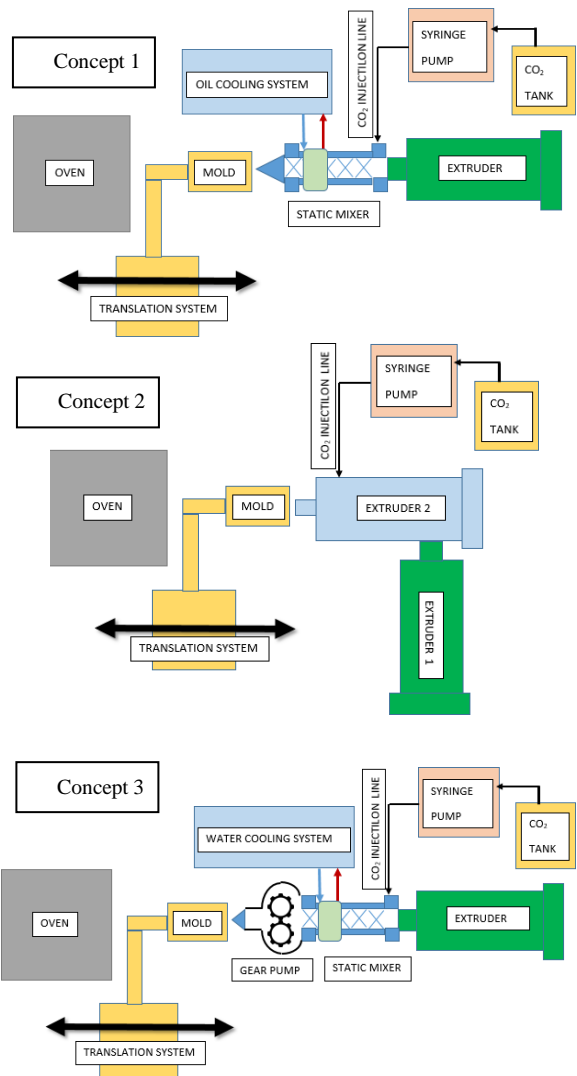 Concept 1
CO₂ INJECTILON LINE
SYRINGE
PUMP
CO₂
TANK
OIL COOLING SYSTEM
OVEN
MOLD
EXTRUDER
STATIC MIXER
TRANSLATION SYSTEM
Concept 2
CO₂ INJECTILON LINE
SYRINGE
PUMP
CO₂
TANK
OVEN
MOLD
EXTRUDER 2
EXTRUDER 1
TRANSLATION SYSTEM
Concept 3
CO₂ INJECTILON LINE
SYRINGE
PUMP
CO₂
TANK
WATER COOLING SYSTEM
OVEN
MOLD
EXTRUDER
GEAR PUMP
STATIC MIXER
TRANSLATION SYSTEM